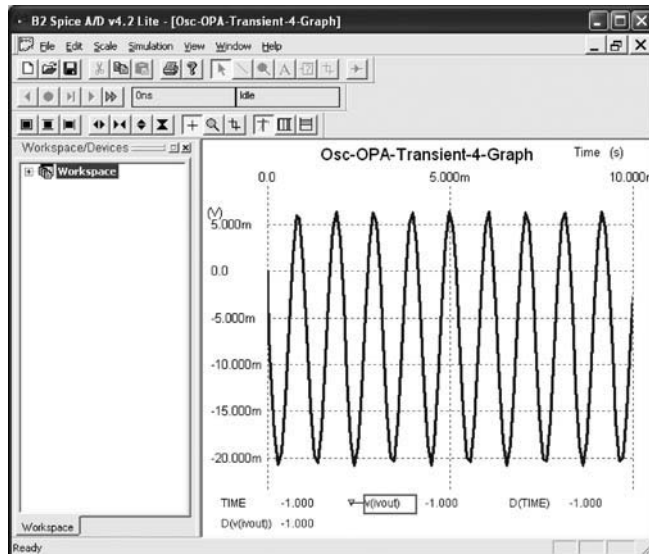 B2 Spice A/D v4.2 Lite - [Osc-OPA-Transient-4-Graph]
File Edit Scale Simulation View Window Help
0ns Idle
Workspace/Devices
Workspace
Osc-OPA-Transient-4-Graph Time (s)
0.0 5.000m 10.000m
(V)
5.000m
0.0
-5.000m
-10.000m
-15.000m
-20.000m
TIME -1.000 v(ivout) -1.000 D(TIME) -1.000
D(v(ivout)) -1.000
Workspace
Ready